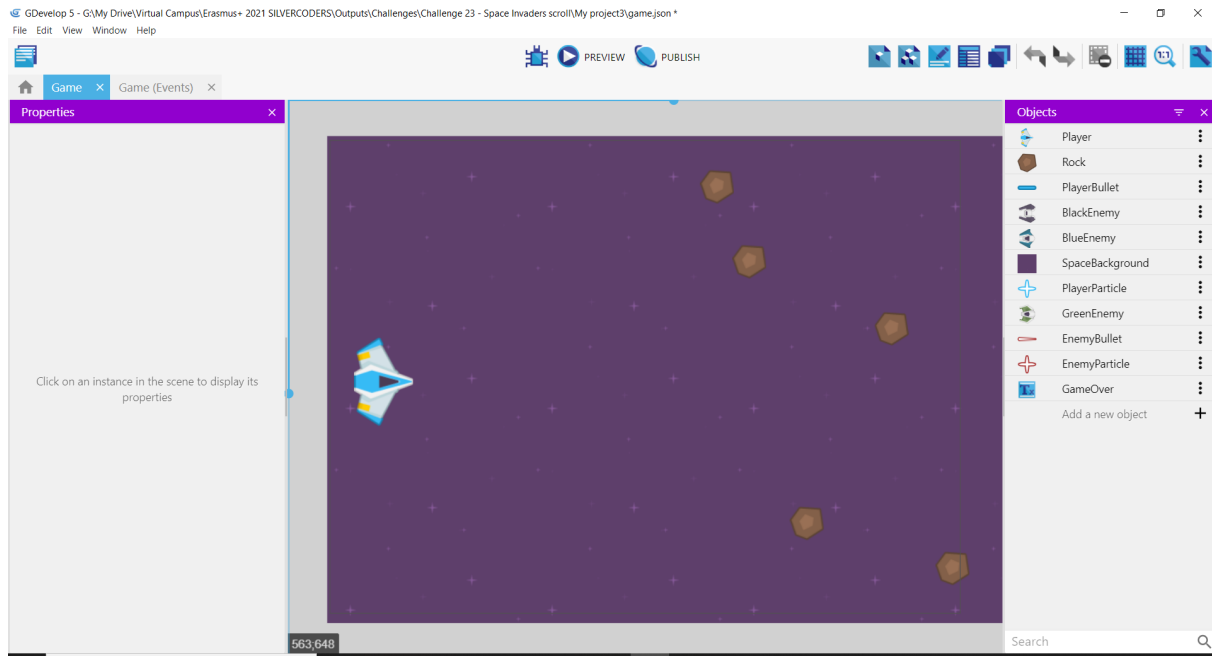 GDevelop 5 - G:\My Drive\Virtual Campus\Erasmus+ 2021 SILVERCODERS\Outputs\Challenges\Challenge 23 - Space Invaders scroll\My project3\game.json *
File Edit View Window Help
PREVIEW PUBLISH
1:1
Game × Game (Events) ×
Properties ×
Objects ×
Player
Rock
PlayerBullet
BlackEnemy
BlueEnemy
SpaceBackground
PlayerParticle
GreenEnemy
EnemyBullet
EnemyParticle
GameOver
Add a new object +
Click on an instance in the scene to display its
properties
563;648
Search